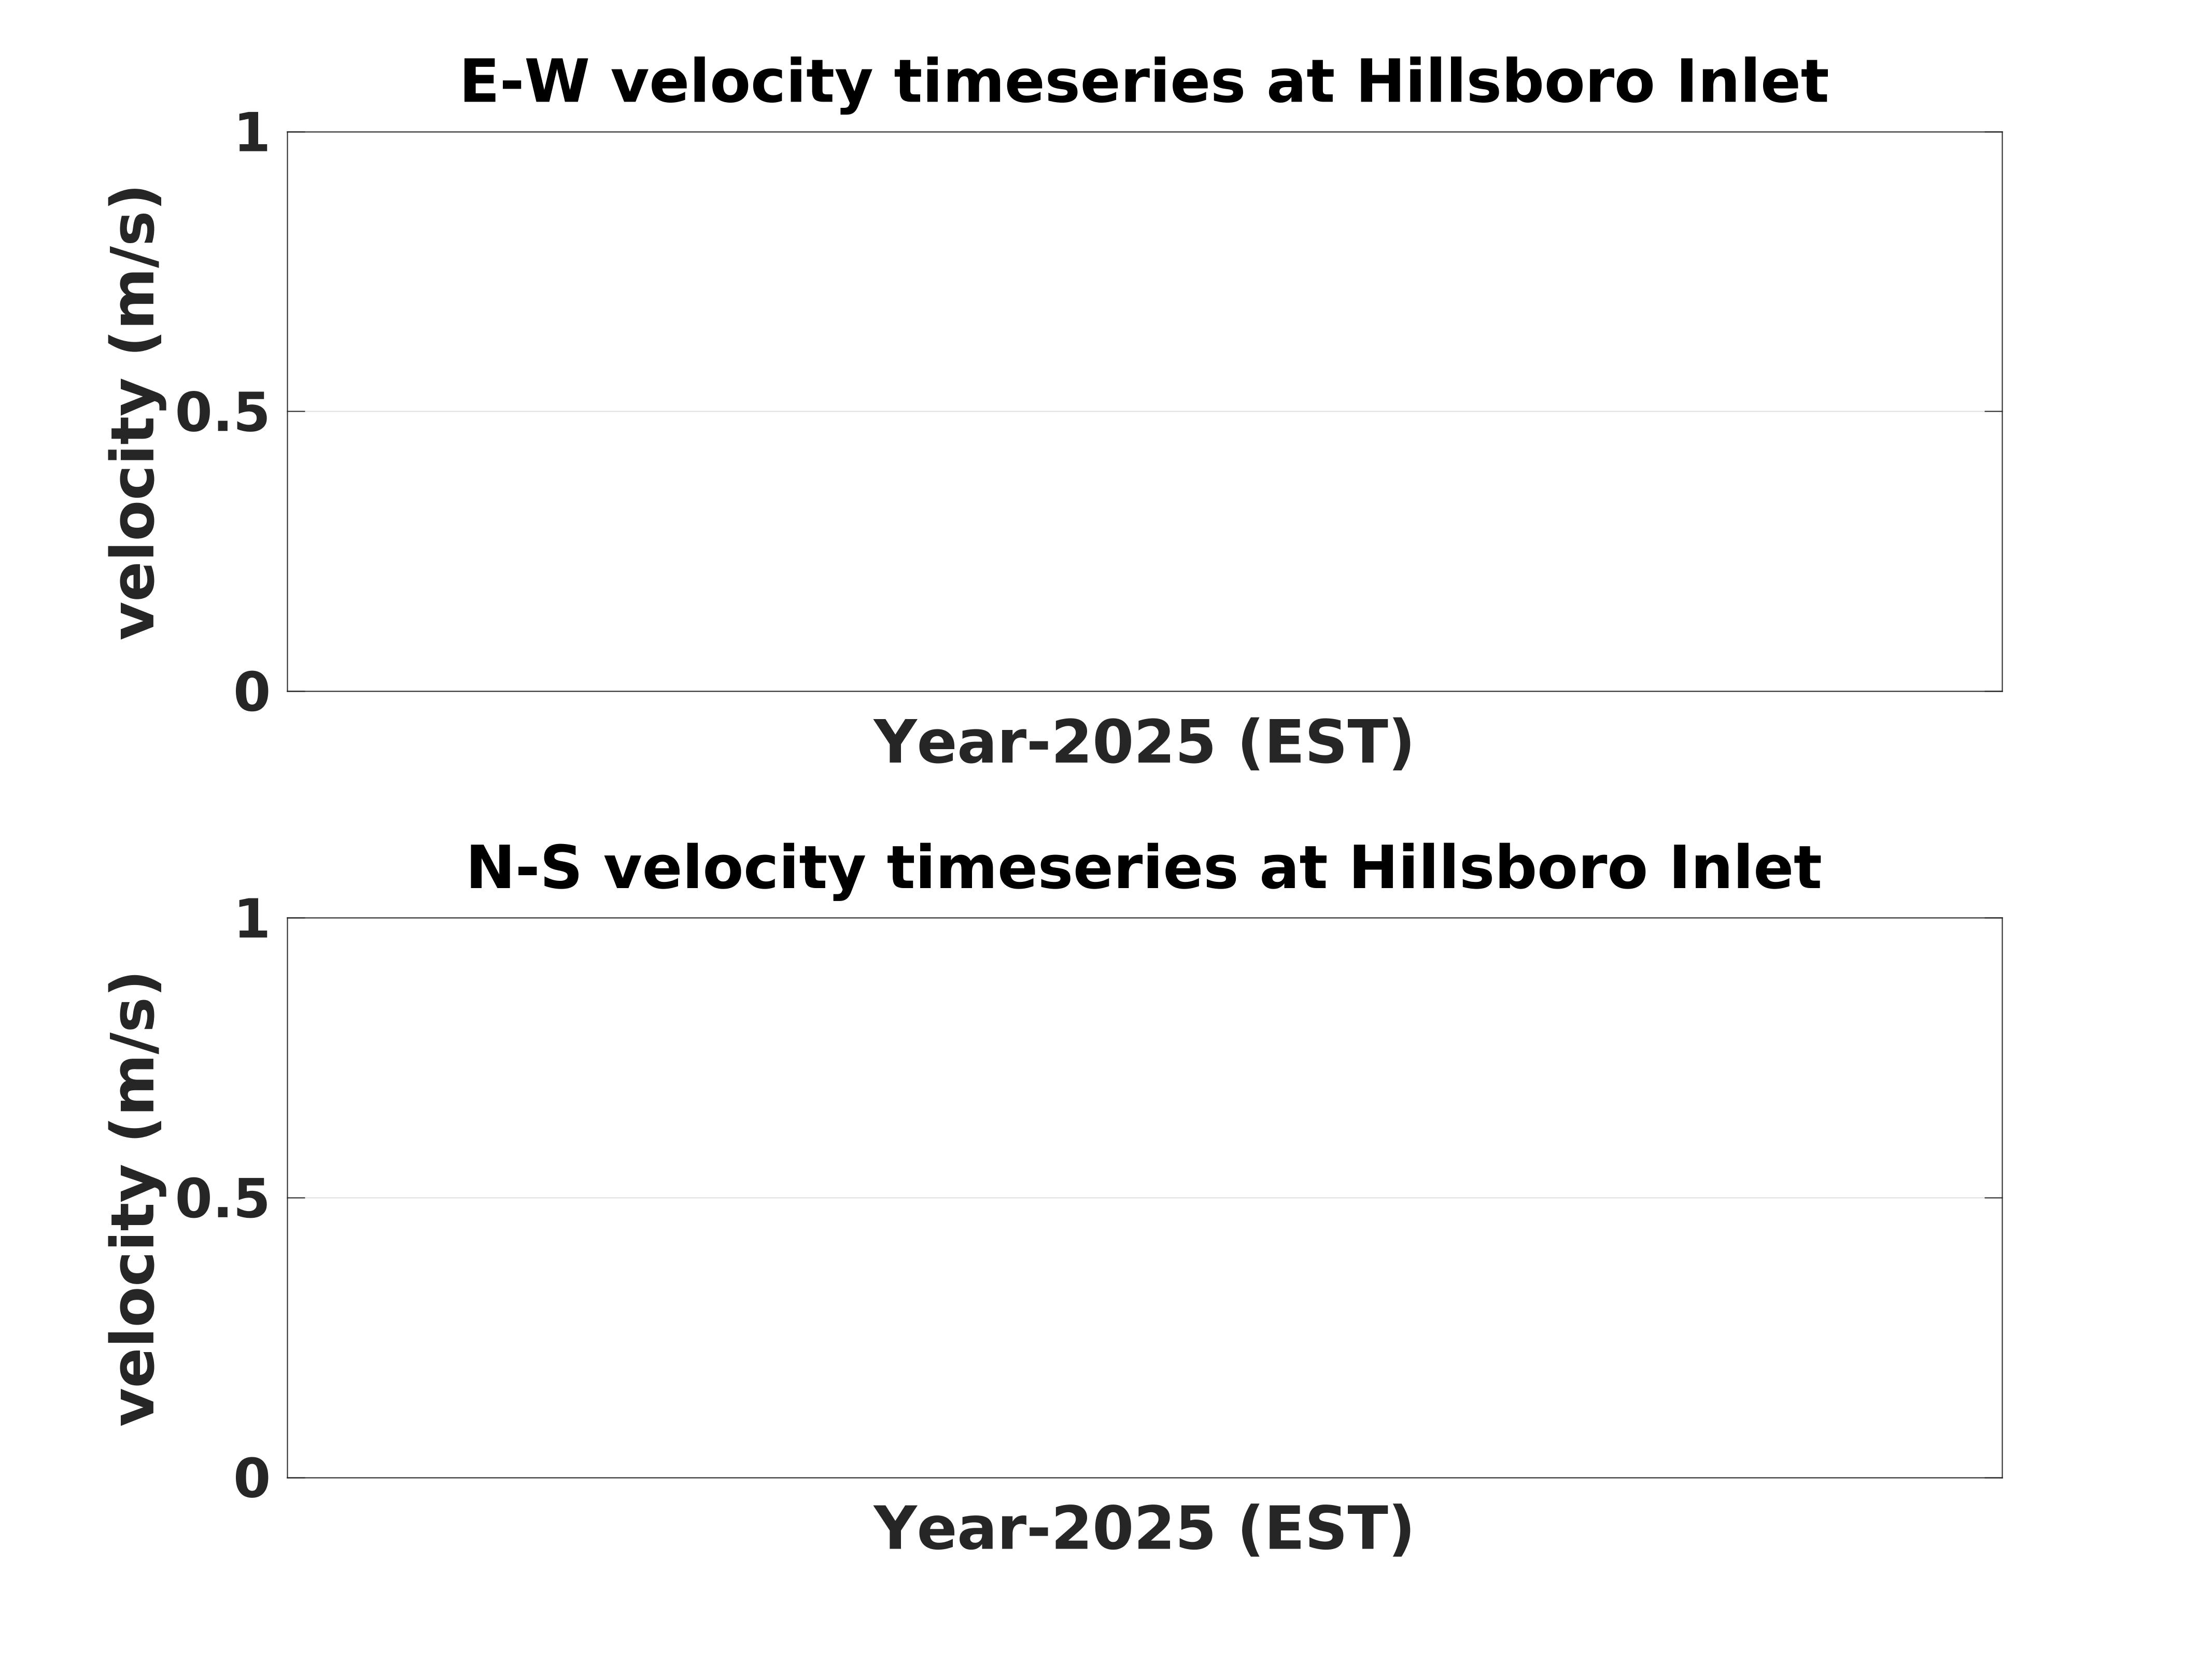 E-W velocity timeseries at Hillsboro Inlet
1
velocity (m/s)
0.5
0
Year-2025 (EST)
N-S velocity timeseries at Hillsboro Inlet
1
velocity (m/s)
0.5
0
Year-2025 (EST)